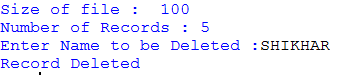 Size of file :  100
Number of Records : 5
Enter Name to be Deleted :SHIKHAR
Record Deleted